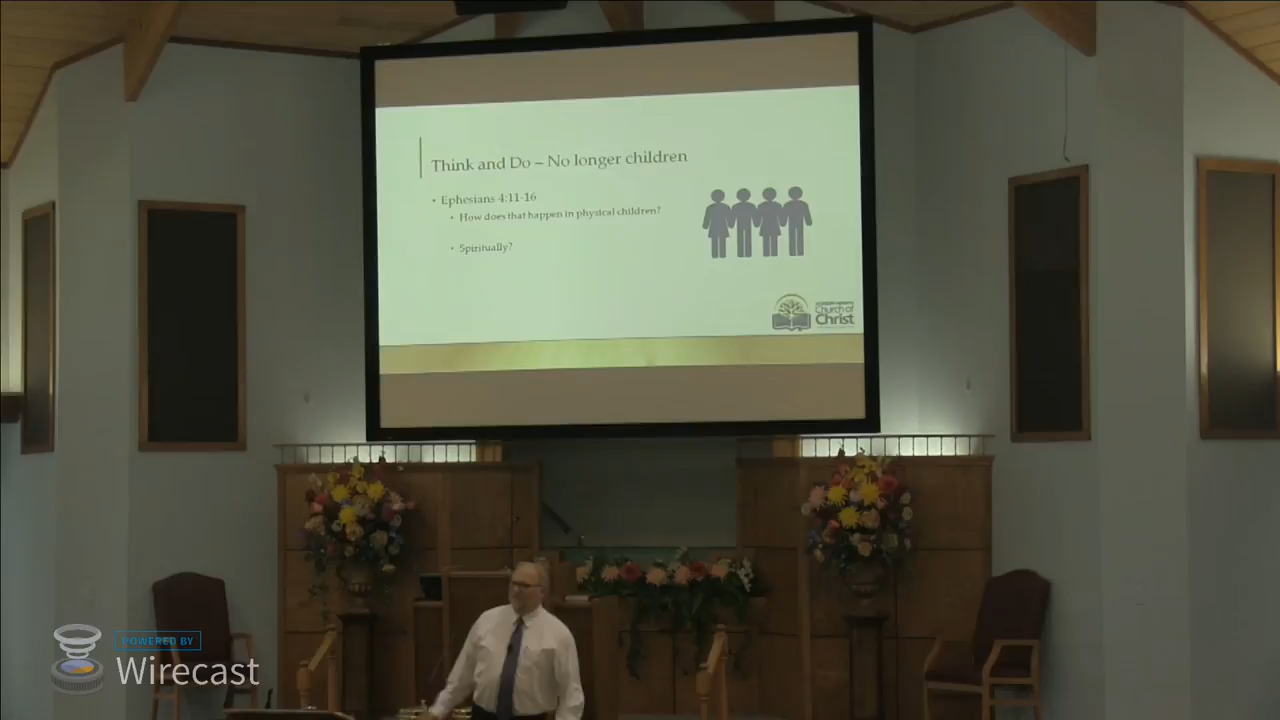 Think and Do – No longer children
• Ephesians 4:11-16
• How does that happen in physical children?
• Spiritually?
Church of
Christ
POWERED BY
Wirecast